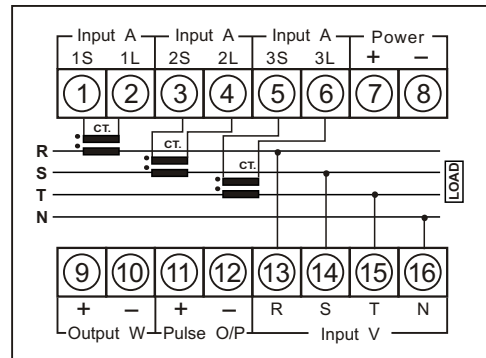 Input A Input A Input A Power
1S 1L 2S 2L 3S 3L + −
1 2 3 4 5 6 7 8
CT.
R CT.
S CT.
T LOAD
N
9 10 11 12 13 14 15 16
+ − + − R S T N
Output W Pulse O/P Input V